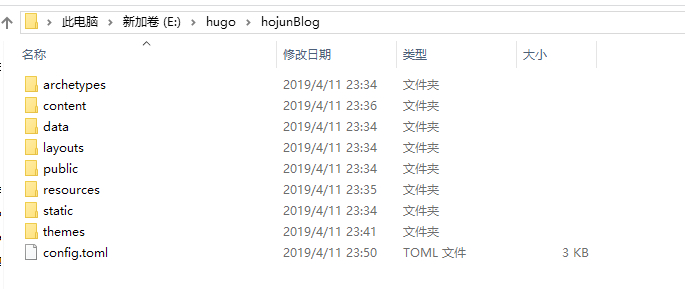 此电脑 新加卷 (E:) hugo hojunBlog
名称 修改日期 类型 大小
archetypes 2019/4/11 23:34 文件夹
content 2019/4/11 23:36 文件夹
data 2019/4/11 23:34 文件夹
layouts 2019/4/11 23:34 文件夹
public 2019/4/11 23:34 文件夹
resources 2019/4/11 23:35 文件夹
static 2019/4/11 23:34 文件夹
themes 2019/4/11 23:41 文件夹
config.toml 2019/4/11 23:50 TOML 文件 3 KB